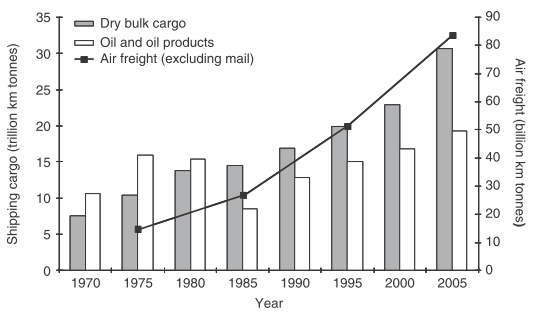 Dry bulk cargo
Oil and oil products
Air freight (excluding mail)
Shipping cargo (trillion km tonnes)
35
30
25
20
15
10
5
0
Air freight (billion km tonnes)
90
80
70
60
50
40
30
20
10
0
1970 1975 1980 1985 1990 1995 2000 2005
Year